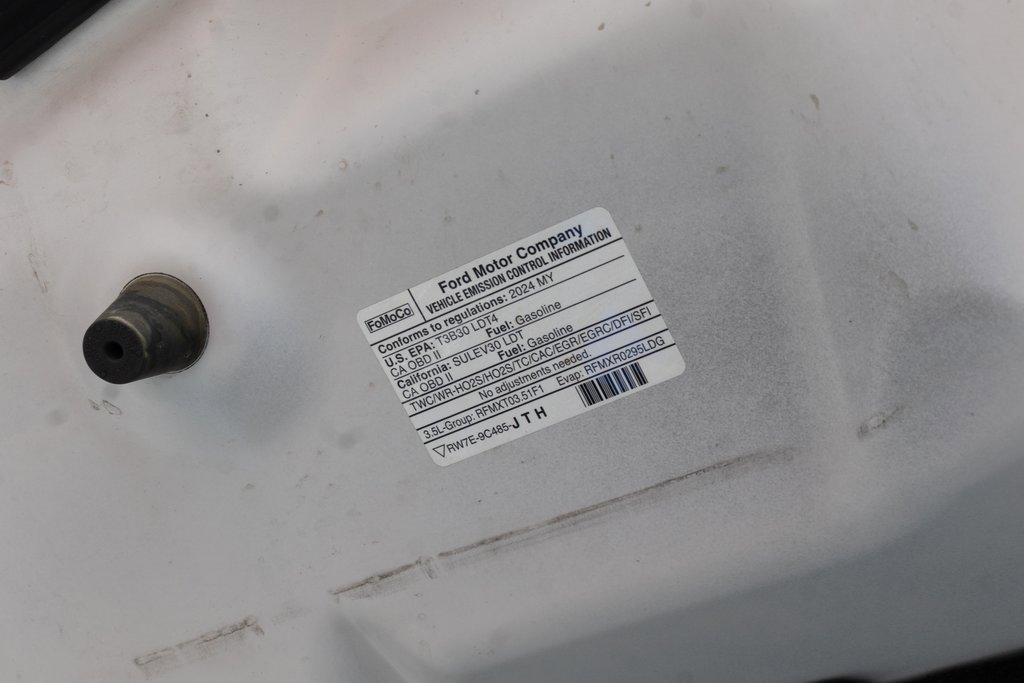 FoMoCo
Ford Motor Company
VEHICLE EMISSION CONTROL INFORMATION
Conforms to regulations: 2024 MY
U.S. EPA: T3B30 LDT4 Fuel: Gasoline
CA OBD II
California: SULEV30 LDT Fuel: Gasoline
CA OBD II
TWC/WR-HO2S/HO2S/TC/CAC/EGR/EGRC/DFI/SFI
No adjustments needed.
3.5L-Group: RFMXT03.51F1 Evap: RFMXR0295LDG
RW7E-9C485-JTH